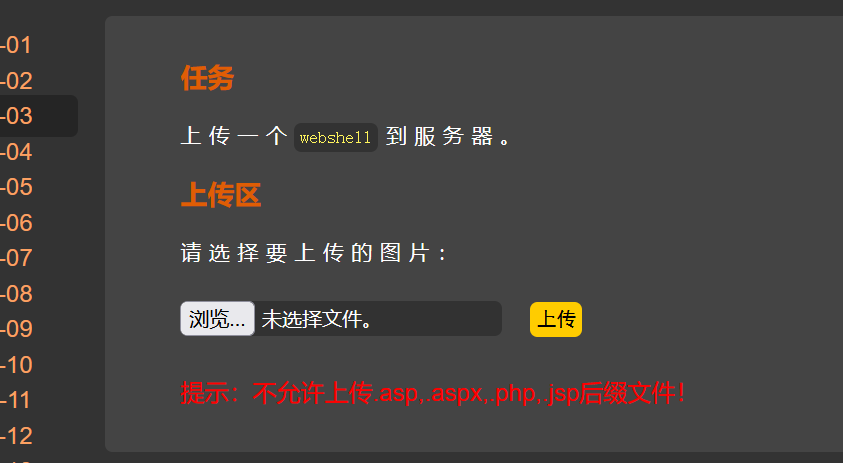 -01
-02
-03
-04
-05
-06
-07
-08
-09
-10
-11
-12
任务
上传一个 webshell 到服务器。
上传区
请选择要上传的图片：
浏览... 未选择文件。 上传
提示：不允许上传.asp,.aspx,.php,.jsp后缀文件！